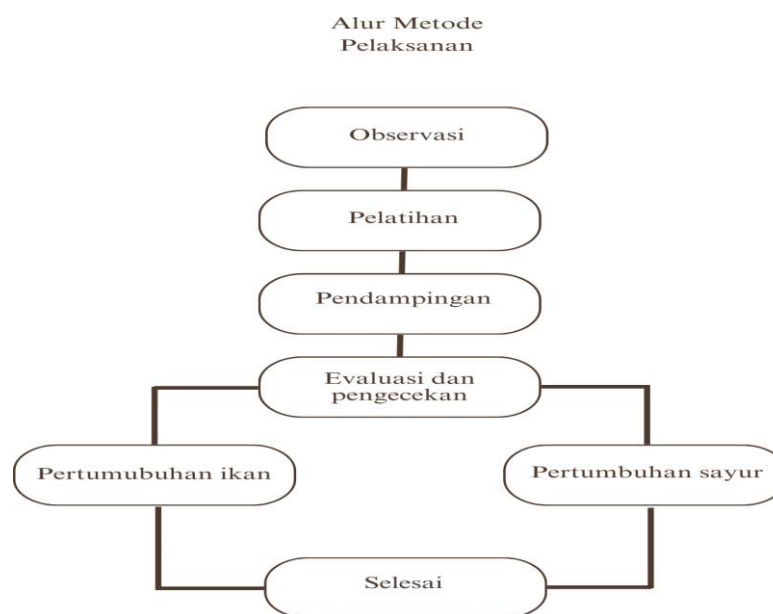 Alur Metode
Pelaksanan
Observasi
Pelatihan
Pendampingan
Evaluasi dan
pengecekan
Pertumubuhan ikan
Pertumbuhan sayur
Selesai